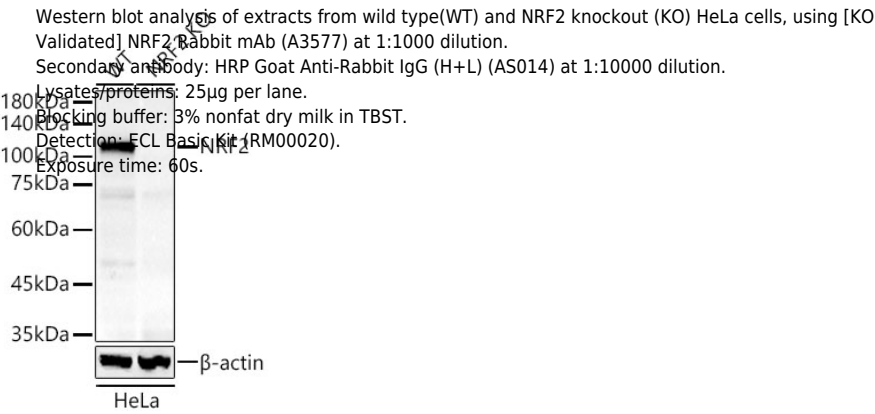 Western blot analysis of extracts from wild type(WT) and NRF2 knockout (KO) HeLa cells, using [KO
Validated] NRF2 Rabbit mAb (A3577) at 1:1000 dilution.
Secondary antibody: HRP Goat Anti-Rabbit IgG (H+L) (AS014) at 1:10000 dilution.
Lysates/proteins: 25μg per lane.
Blocking buffer: 3% nonfat dry milk in TBST.
Detection: ECL Basic Kit (RM00020).
Exposure time: 60s.
WT
NRF2 KO
180kDa
140kDa
100kDa
75kDa
60kDa
45kDa
35kDa
NRF2
β-actin
HeLa